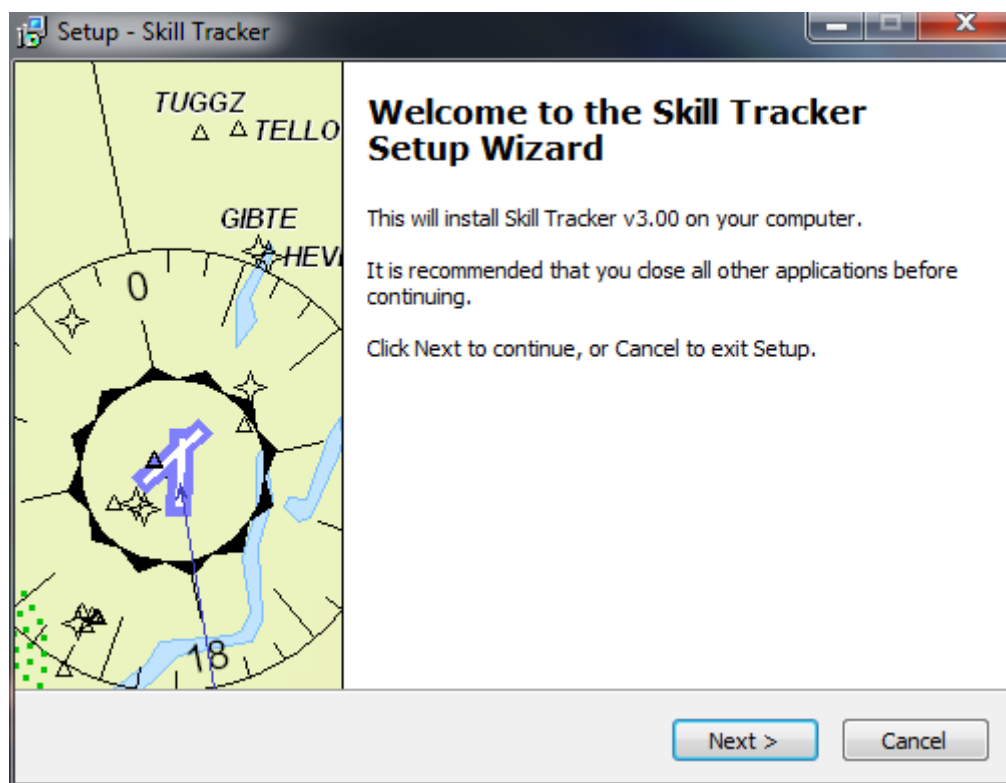 Setup - Skill Tracker
TUGGZ
TELLO
GIBTE
HEVI
0
18
Welcome to the Skill Tracker
Setup Wizard
This will install Skill Tracker v3.00 on your computer.
It is recommended that you close all other applications before
continuing.
Click Next to continue, or Cancel to exit Setup.
Next >
Cancel